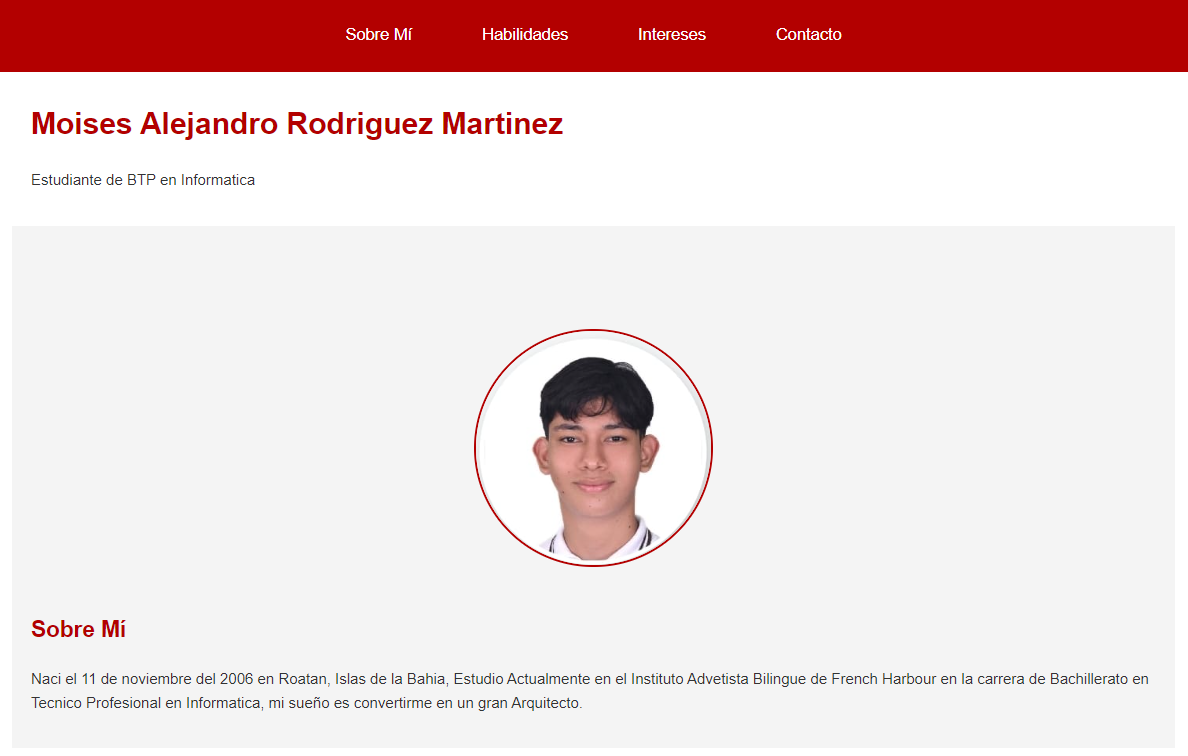 Sobre Mí Habilidades Intereses Contacto
Moises Alejandro Rodriguez Martinez
Estudiante de BTP en Informatica
Sobre Mí
Naci el 11 de noviembre del 2006 en Roatan, Islas de la Bahia, Estudio Actualmente en el Instituto Advetista Bilingue de French Harbour en la carrera de Bachillerato en
Tecnico Profesional en Informatica, mi sueño es convertirme en un gran Arquitecto.